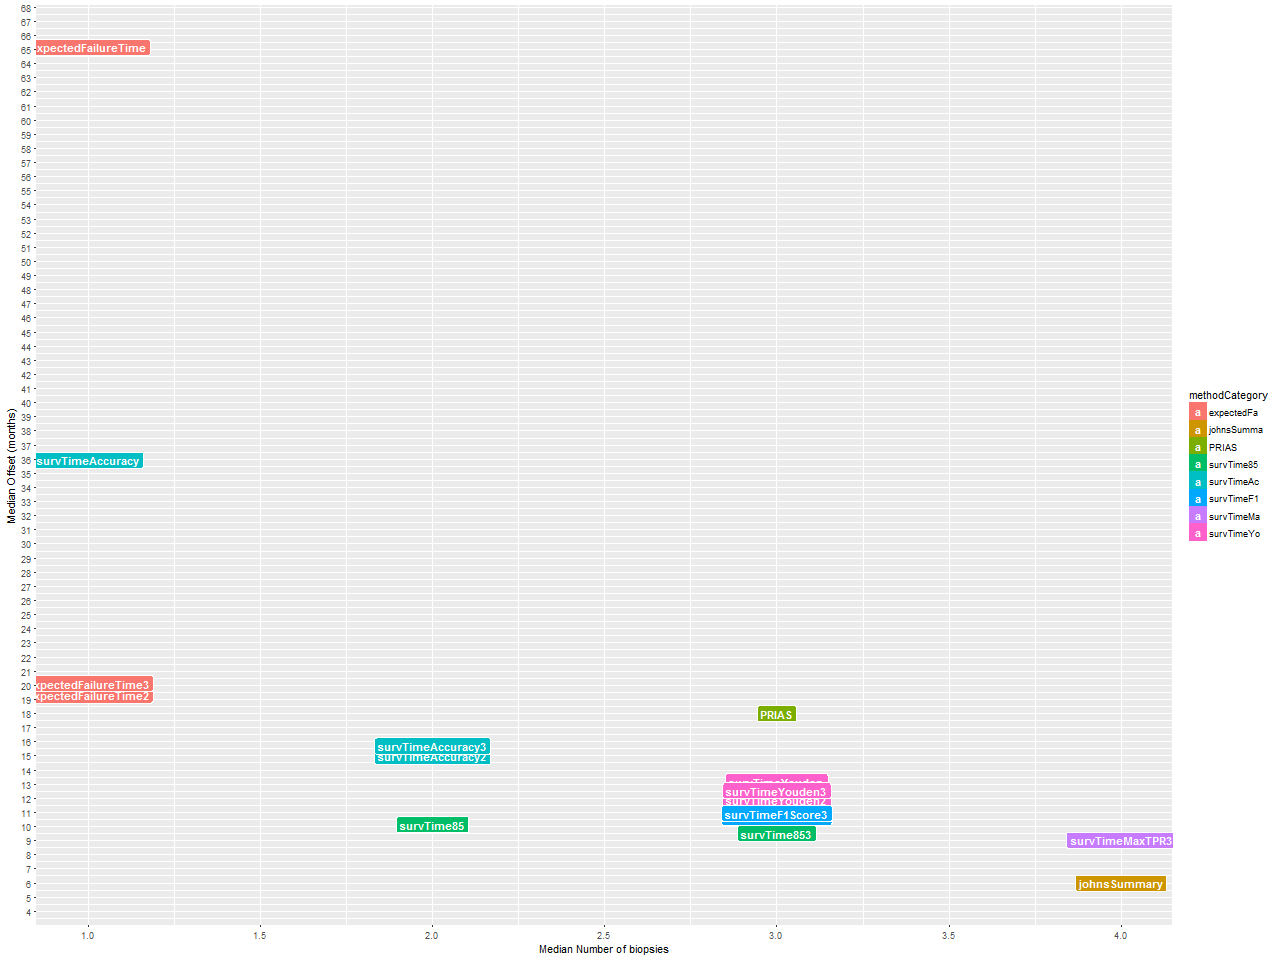 68
67
66
65
64
63
62
61
60
59
58
57
56
55
54
53
52
51
50
49
48
47
46
45
44
43
42
41
40
39
38
37
36
35
34
33
32
31
30
29
28
27
26
25
24
23
22
21
20
19
18
17
16
15
14
13
12
11
10
9
8
7
6
5
4
Median Offset (months)
xpectedFailureTime
survTimeAccuracy
xpectedFailureTime3
xpectedFailureTime2
PRIAS
survTimeAccuracy3
survTimeAccuracy2
survTimeYouden
survTimeYouden3
survTimeYouden2
survTimeF1Score3
survTime85
survTime853
survTimeMaxTPR3
johnsSummary
1.0 1.5 2.0 2.5 3.0 3.5 4.0
Median Number of biopsies
methodCategory
a expectedFa
a johnsSumma
a PRIAS
a survTime85
a survTimeAc
a survTimeF1
a survTimeMa
a survTimeYo